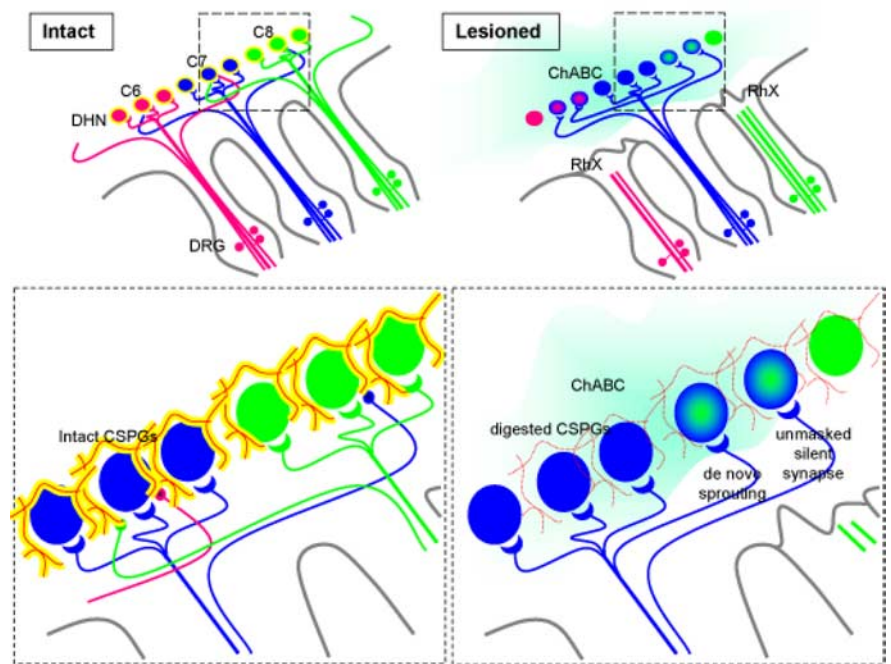 Intact
C8
C7
C6
DHN
DRG
Lesioned
ChABC
RhX
RhX
Intact CSPGs
ChABC
digested CSPGs
de nove
sprouting
unmasked
silent
synapse